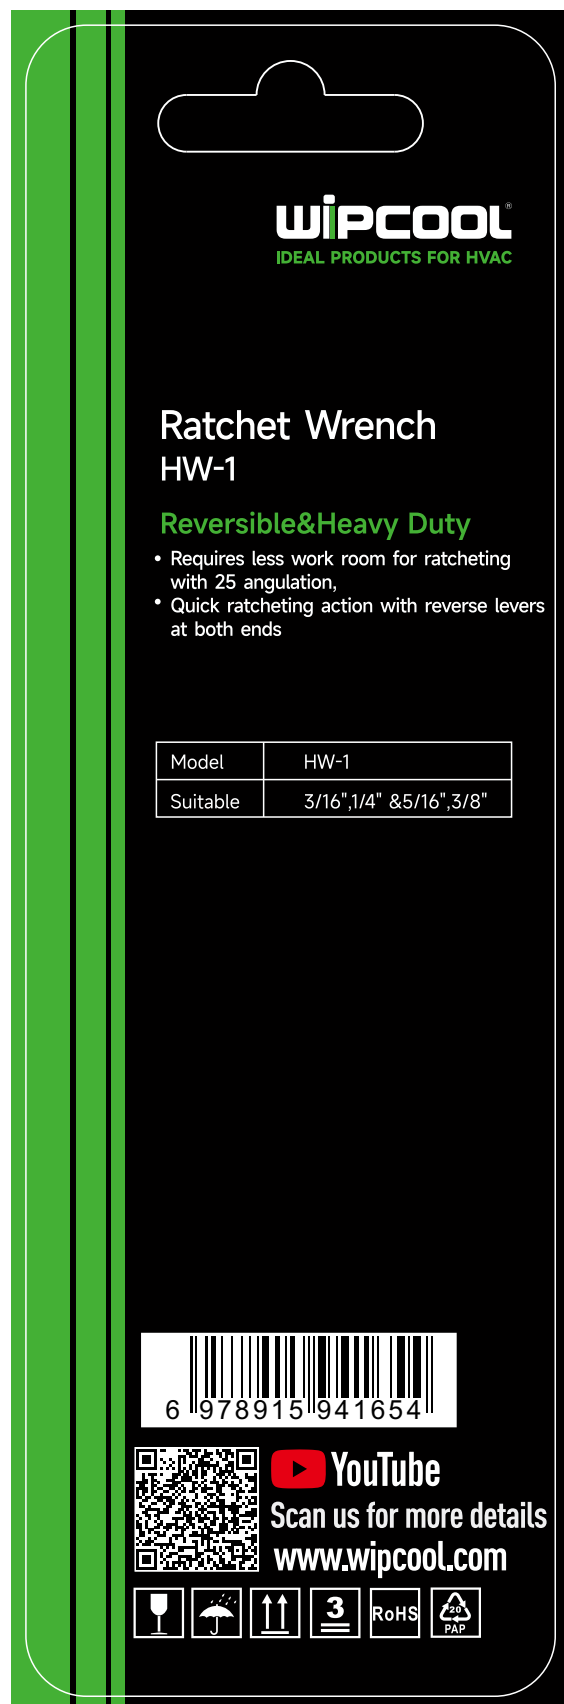 WIPCOOL®
IDEAL PRODUCTS FOR HVAC
Ratchet Wrench
HW-1
Reversible&Heavy Duty
• Requires less work room for ratcheting
with 25 angulation,
• Quick ratcheting action with reverse levers
at both ends
Model HW-1
Suitable 3/16",1/4" &5/16",3/8"
6 978915 941654
YouTube
Scan us for more details
www.wipcool.com
3
RoHS
20
PAP